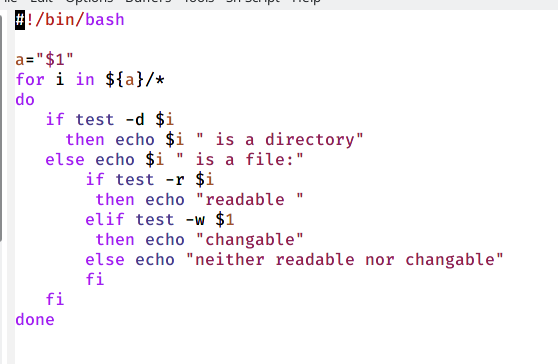 File Edit Options Buffers Tools Sh-Script Help
#!/bin/bash
a="$1"
for i in ${a}/*
do
   if test -d $i
     then echo $i " is a directory"
   else echo $i " is a file:"
       if test -r $i
        then echo "readable "
       elif test -w $1
        then echo "changable"
       else echo "neither readable nor changable"
       fi
   fi
done